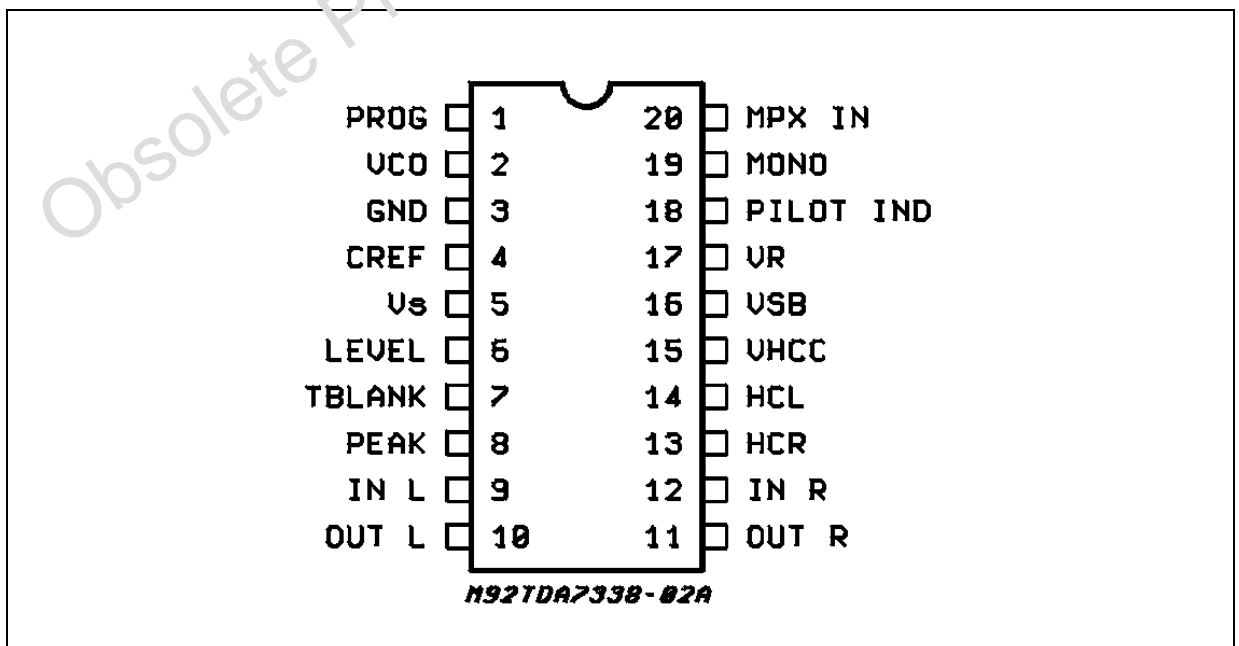 Obsolete
PROG 1 20 MPX IN
VCO 2 19 MONO
GND 3 18 PILOT IND
CREF 4 17 VR
Vs 5 16 VSB
LEVEL 6 15 VHCC
TBLANK 7 14 HCL
PEAK 8 13 HCR
IN L 9 12 IN R
OUT L 10 11 OUT R
M92TDA7338-02A